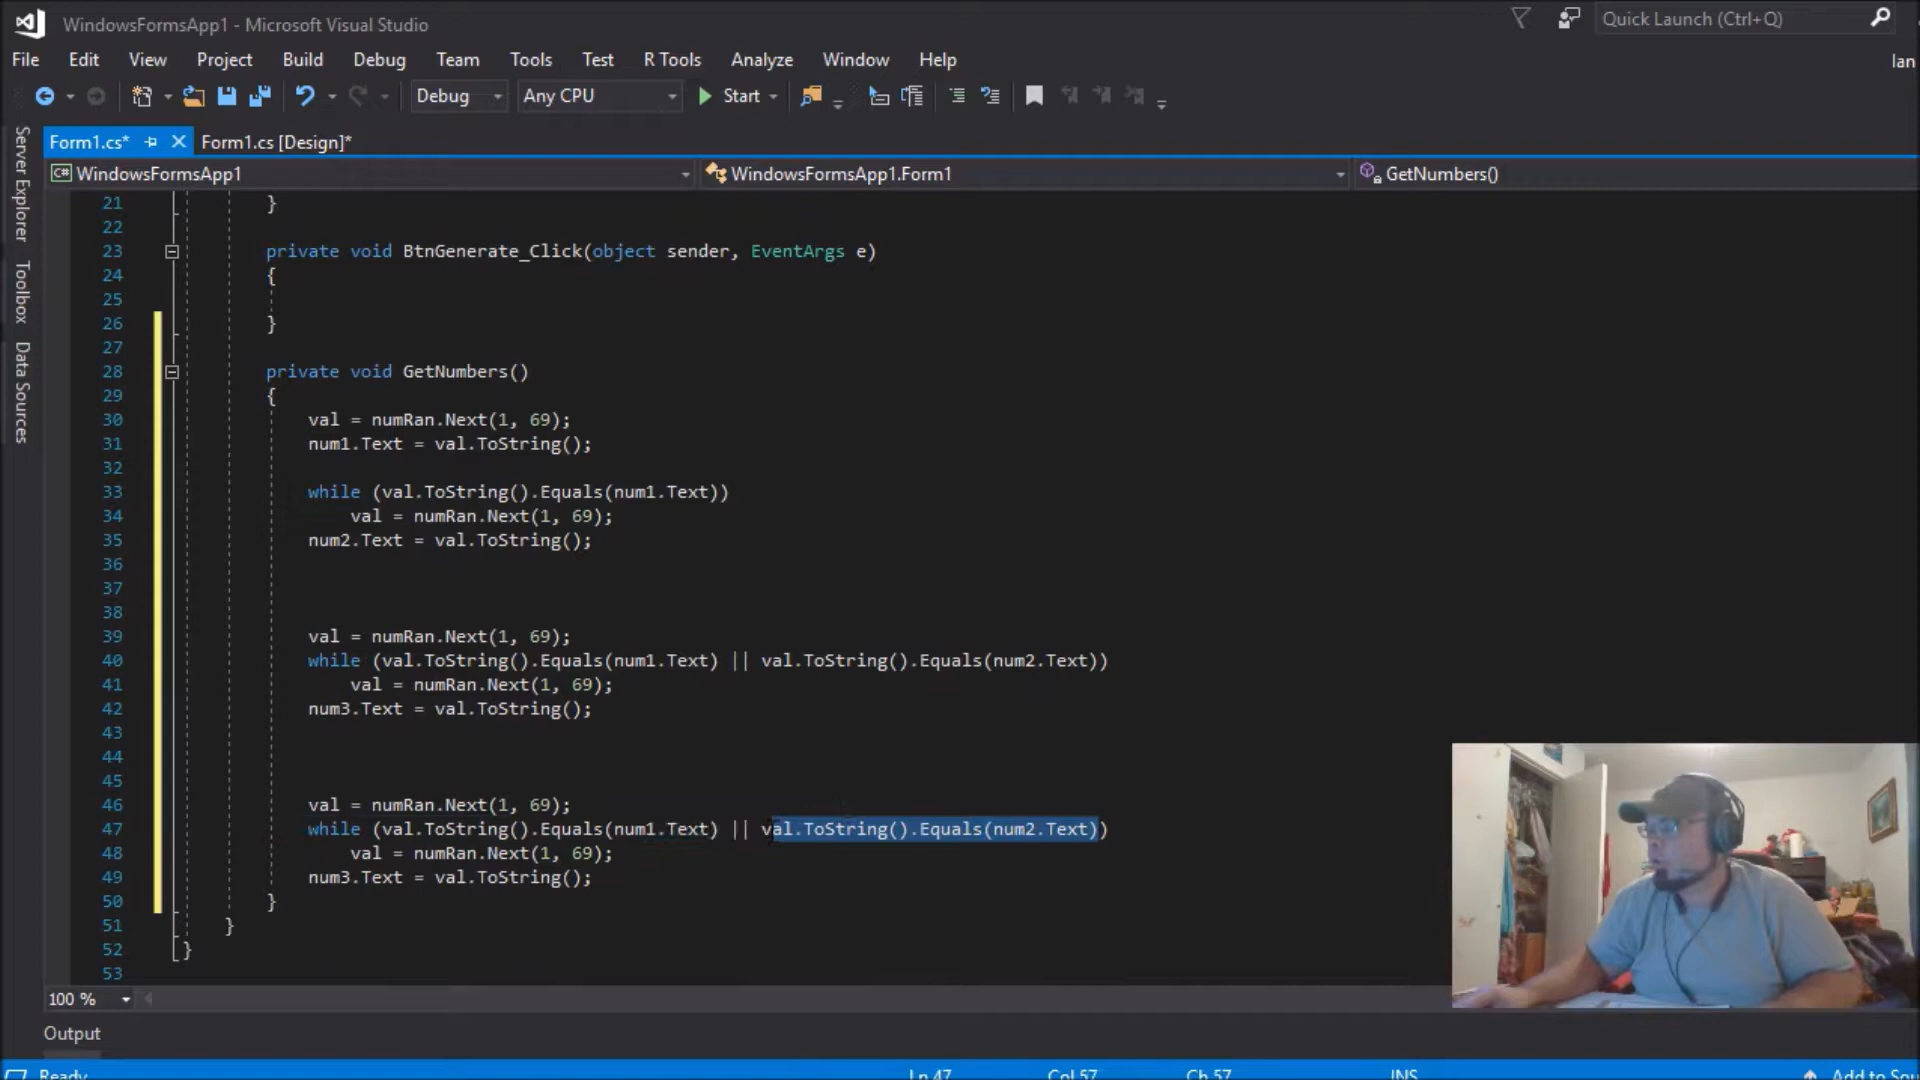 WindowsFormsApp1 - Microsoft Visual Studio
Quick Launch (Ctrl+Q)
File Edit View Project Build Debug Team Tools Test R Tools Analyze Window Help
Ian
Debug Any CPU Start
Form1.cs* Form1.cs [Design]*
C# WindowsFormsApp1 WindowsFormsApp1.Form1 GetNumbers()
Server Explorer
Toolbox
Data Sources
21 }
22
23 private void BtnGenerate_Click(object sender, EventArgs e)
24 {
25
26 }
27
28 private void GetNumbers()
29 {
30 val = numRan.Next(1, 69);
31 num1.Text = val.ToString();
32
33 while (val.ToString().Equals(num1.Text))
34 val = numRan.Next(1, 69);
35 num2.Text = val.ToString();
36
37
38
39 val = numRan.Next(1, 69);
40 while (val.ToString().Equals(num1.Text) || val.ToString().Equals(num2.Text))
41 val = numRan.Next(1, 69);
42 num3.Text = val.ToString();
43
44
45
46 val = numRan.Next(1, 69);
47 while (val.ToString().Equals(num1.Text) || val.ToString().Equals(num2.Text))
48 val = numRan.Next(1, 69);
49 num3.Text = val.ToString();
50 }
51 }
52 }
53
100 %
Output
Ready Ln 47 Col 57 Ch 57 INS Add to Sou